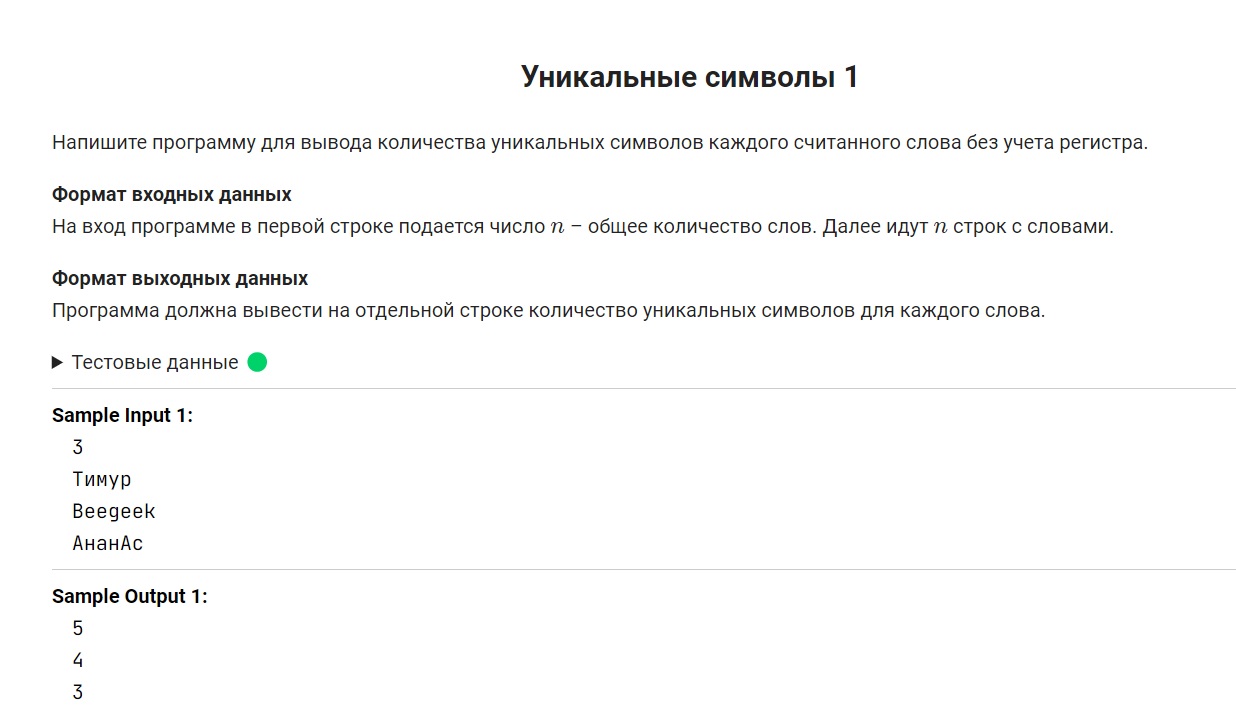 Уникальные символы 1
Напишите программу для вывода количества уникальных символов каждого считанного слова без учета регистра.
Формат входных данных
На вход программе в первой строке подается число n – общее количество слов. Далее идут n строк с словами.
Формат выходных данных
Программа должна вывести на отдельной строке количество уникальных символов для каждого слова.
Тестовые данные
Sample Input 1:
3
Тимур
Beegeek
АнанАс
Sample Output 1:
5
4
3